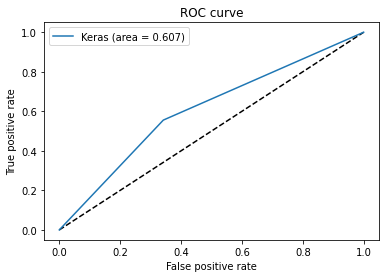 ROC curve
Keras (area = 0.607)
True positive rate
1.0
0.8
0.6
0.4
0.2
0.0
0.0 0.2 0.4 0.6 0.8 1.0
False positive rate